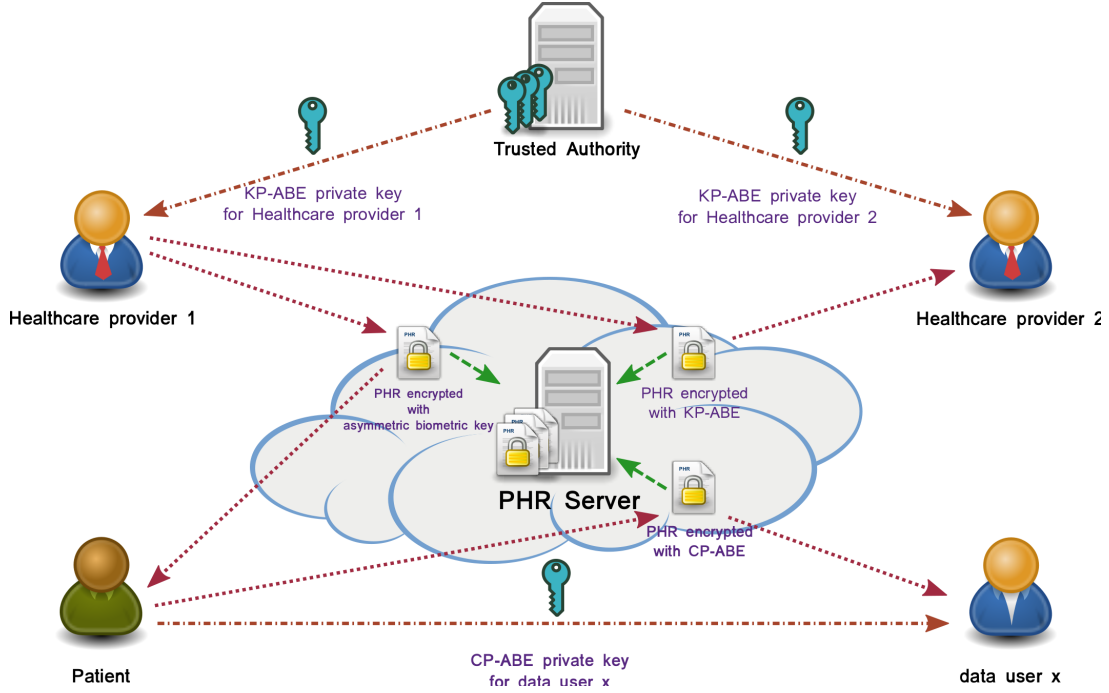 Trusted Authority
KP-ABE private key
for Healthcare provider 1
KP-ABE private key
for Healthcare provider 2
Healthcare provider 1
Healthcare provider 2
PHR
PHR
PHR encrypted
with
asymmetric biometric key
PHR encrypted
with KP-ABE
PHR
PHR
PHR
PHR Server
PHR encrypted
with CP-ABE
Patient
CP-ABE private key
for data user x
data user x